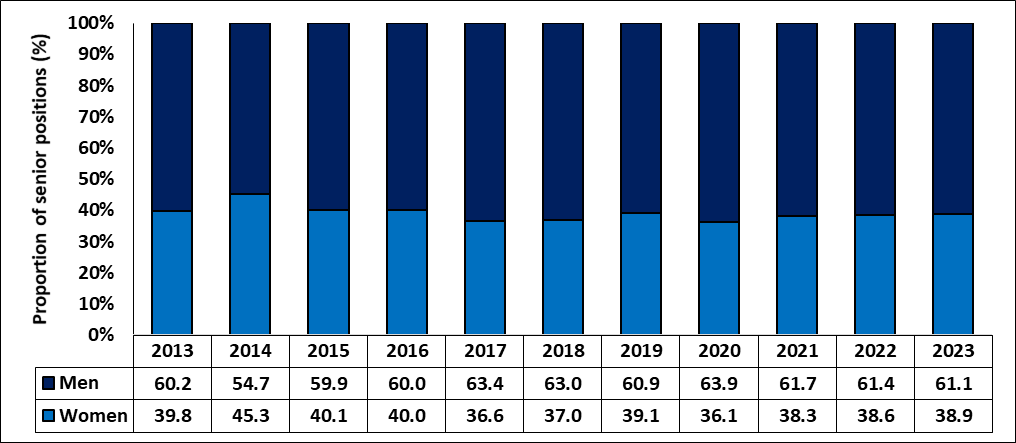 Proportion of senior positions (%)
100%
90%
80%
70%
60%
50%
40%
30%
20%
10%
0%
2013 2014 2015 2016 2017 2018 2019 2020 2021 2022 2023
Men 60.2 54.7 59.9 60.0 63.4 63.0 60.9 63.9 61.7 61.4 61.1
Women 39.8 45.3 40.1 40.0 36.6 37.0 39.1 36.1 38.3 38.6 38.9